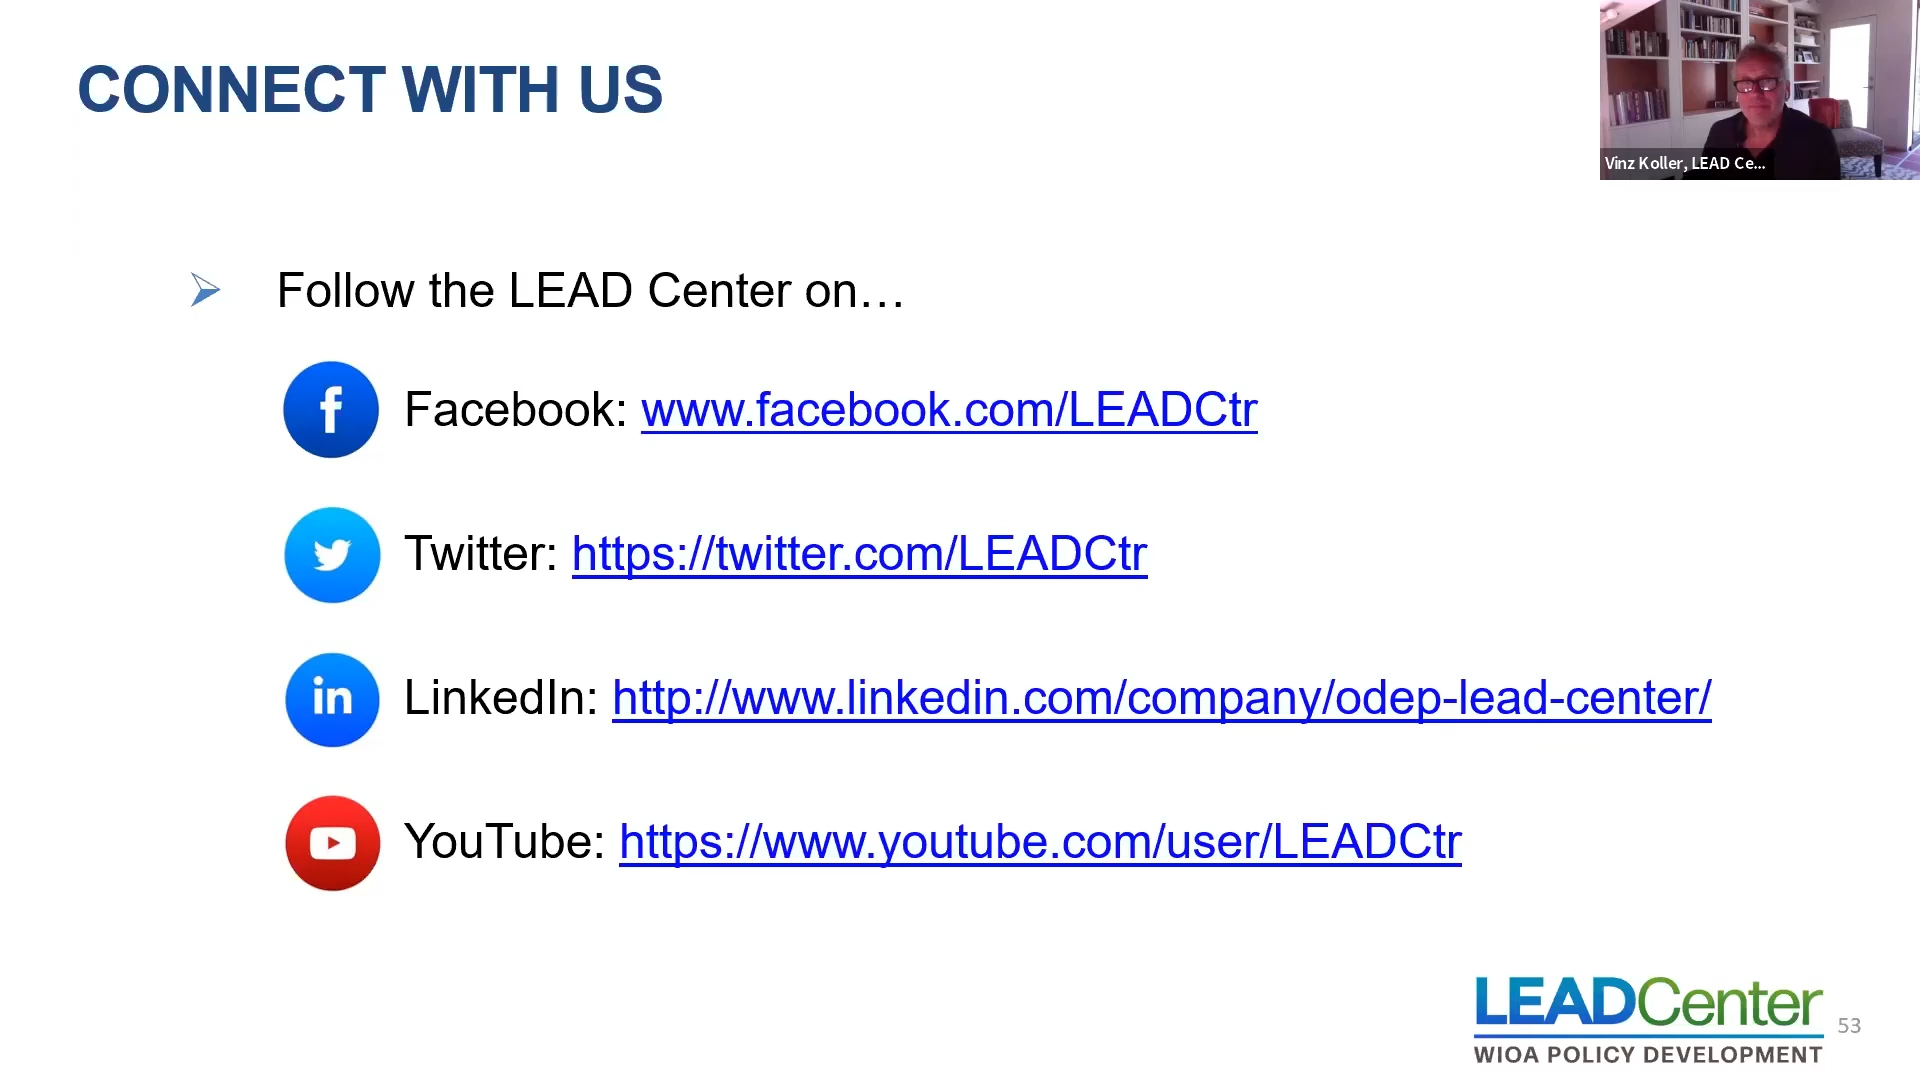 CONNECT WITH US
Vinz Koller, LEAD Ce...
Follow the LEAD Center on…
f
Facebook: www.facebook.com/LEADCtr
Twitter: https://twitter.com/LEADCtr
in
LinkedIn: http://www.linkedin.com/company/odep-lead-center/
YouTube: https://www.youtube.com/user/LEADCtr
LEADCenter
WIOA POLICY DEVELOPMENT
53